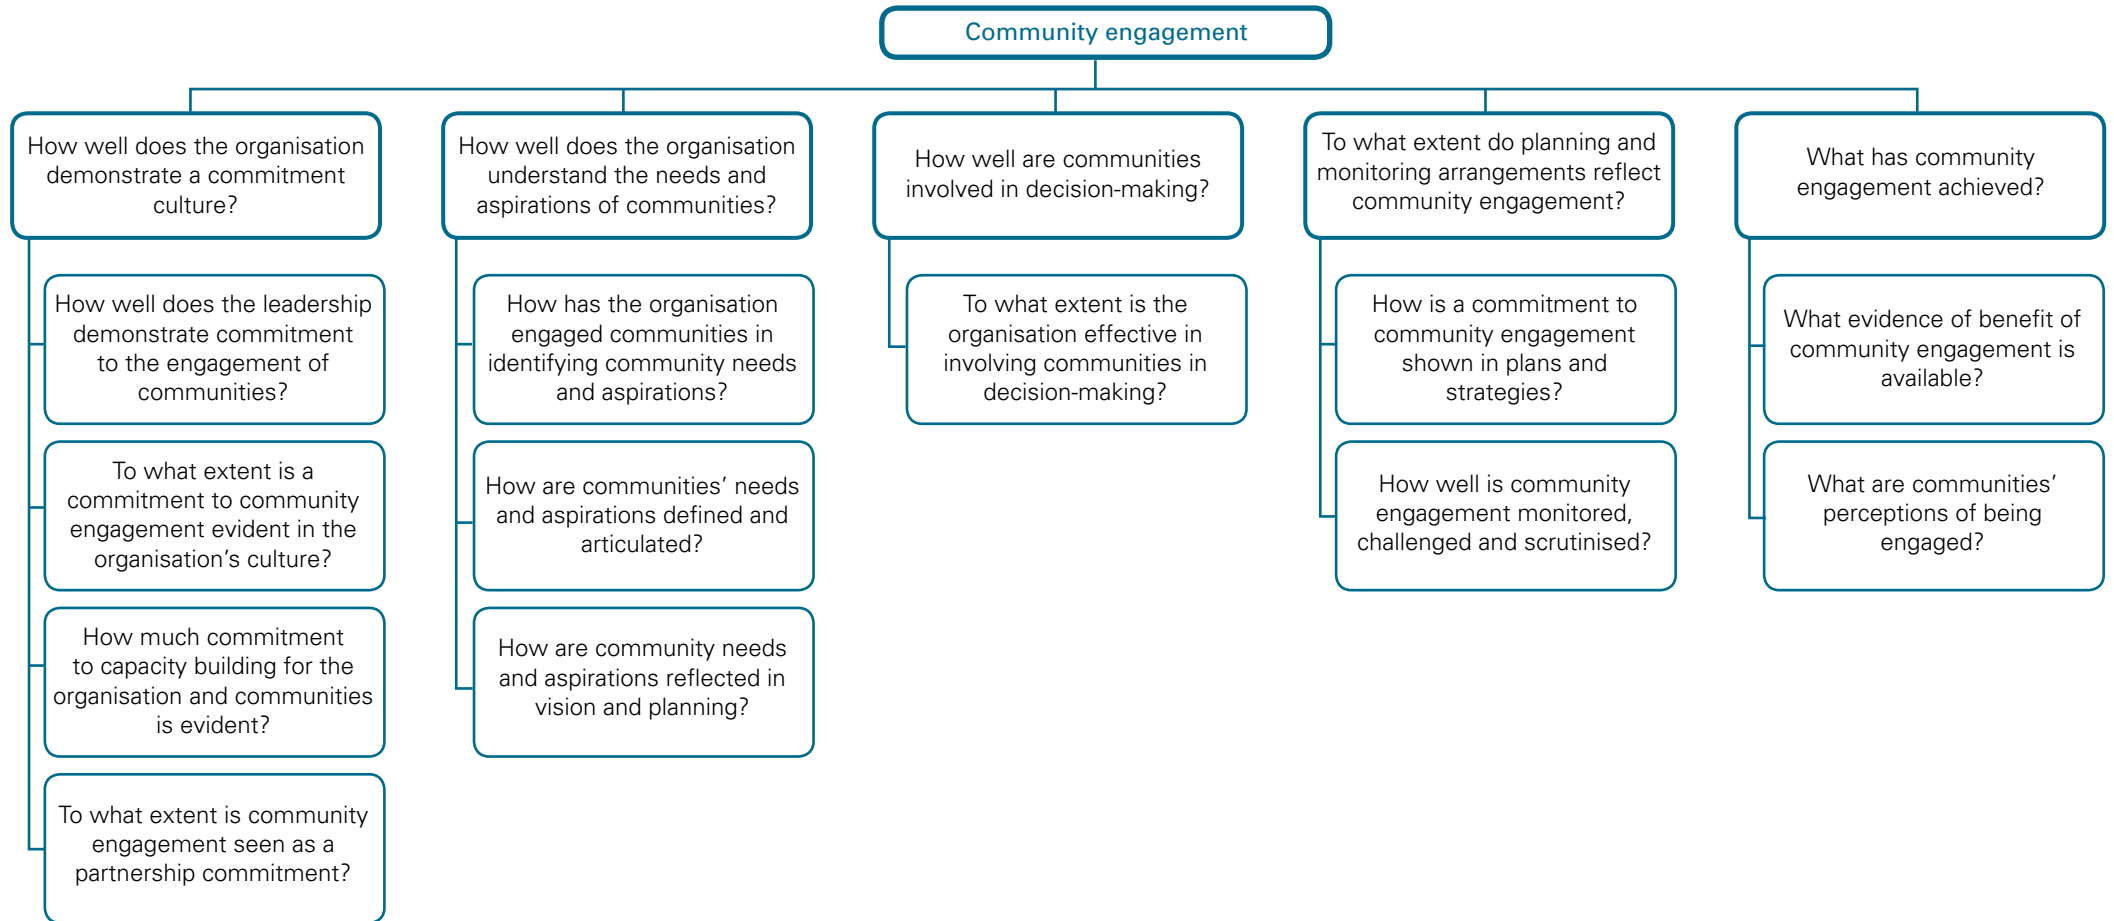 Community engagement
How well does the organisation
demonstrate a commitment
culture?
How well does the leadership
demonstrate commitment
to the engagement of
communities?
To what extent is a
commitment to community
engagement evident in the
organisation’s culture?
How much commitment
to capacity building for the
organisation and communities
is evident?
To what extent is community
engagement seen as a
partnership commitment?
How well does the organisation
understand the needs and
aspirations of communities?
How has the organisation
engaged communities in
identifying community needs
and aspirations?
How are communities’ needs
and aspirations defined and
articulated?
How are community needs
and aspirations reflected in
vision and planning?
How well are communities
involved in decision-making?
To what extent is the
organisation effective in
involving communities in
decision-making?
To what extent do planning and
monitoring arrangements reflect
community engagement?
How is a commitment to
community engagement
shown in plans and
strategies?
How well is community
engagement monitored,
challenged and scrutinised?
What has community
engagement achieved?
What evidence of benefit of
community engagement is
available?
What are communities’
perceptions of being
engaged?